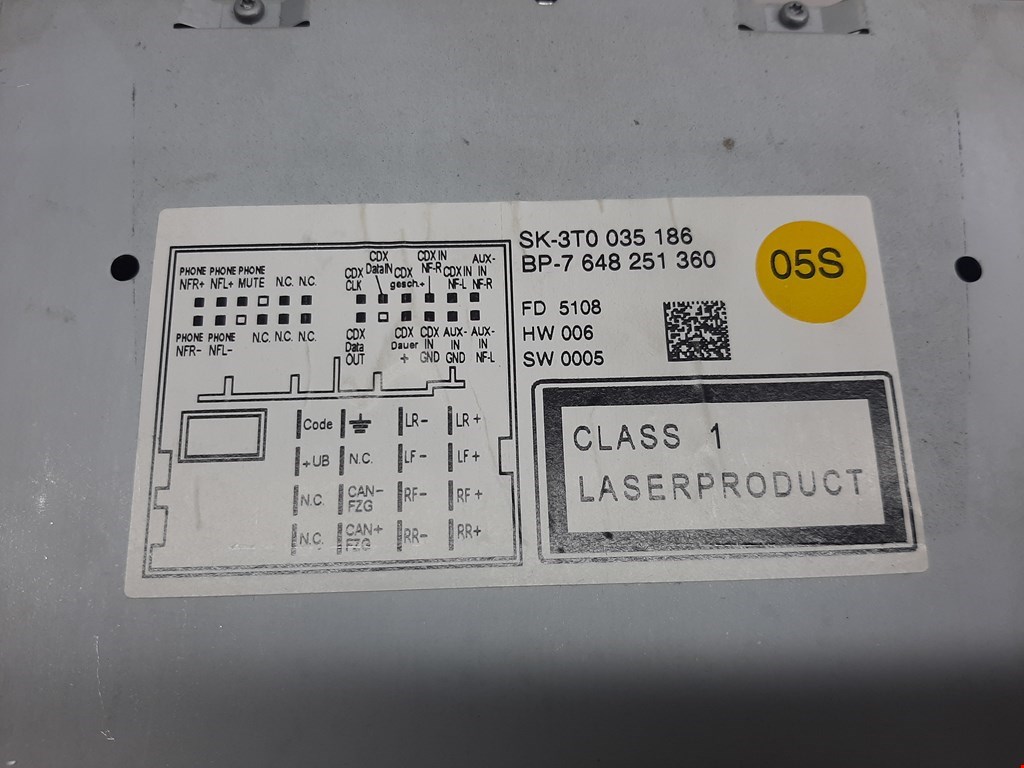 SK-3T0 035 186
BP-7 648 251 360
05S
FD 5108
HW 006
SW 0005
CLASS 1
LASERPRODUCT
PHONE NFR+
PHONE NFL+
PHONE MUTE
N.C.
N.C.
PHONE NFR-
PHONE NFL-
N.C.
N.C.
N.C.
CDX CLK
CDX DataIN
CDX gesch.+
CDX IN NF-R
CDX IN NF-L
AUX-IN NF-R
CDX Data OUT
CDX Dauer +
CDX IN GND
AUX-IN GND
AUX-IN NF-L
Code
LR-
LR+
+UB
N.C.
LF-
LF+
N.C.
CAN- FZG
RF-
RF+
N.C.
CAN+ FZG
RR-
RR+